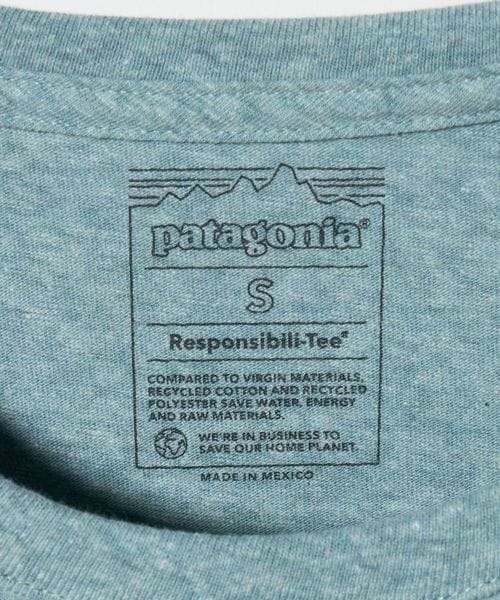 patagonia®
S
Responsibili-Tee®
COMPARED TO VIRGIN MATERIALS,
RECYCLED COTTON AND RECYCLED
POLYESTER SAVE WATER, ENERGY
AND RAW MATERIALS.
WE'RE IN BUSINESS TO
SAVE OUR HOME PLANET.
MADE IN MEXICO